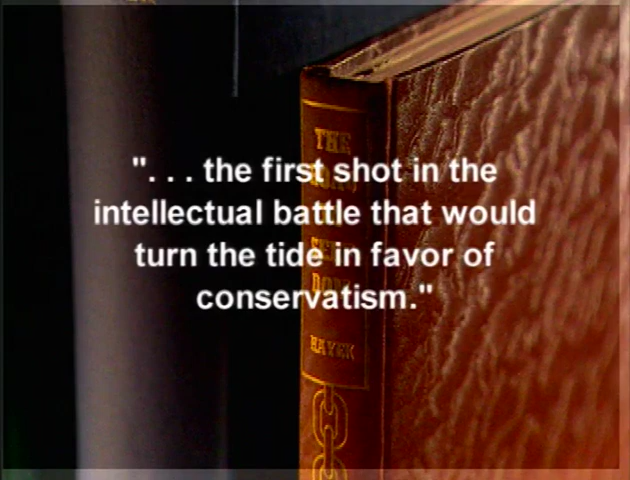 ". . . the first shot in the
intellectual battle that would
turn the tide in favor of
conservatism."
THE
HAYEK